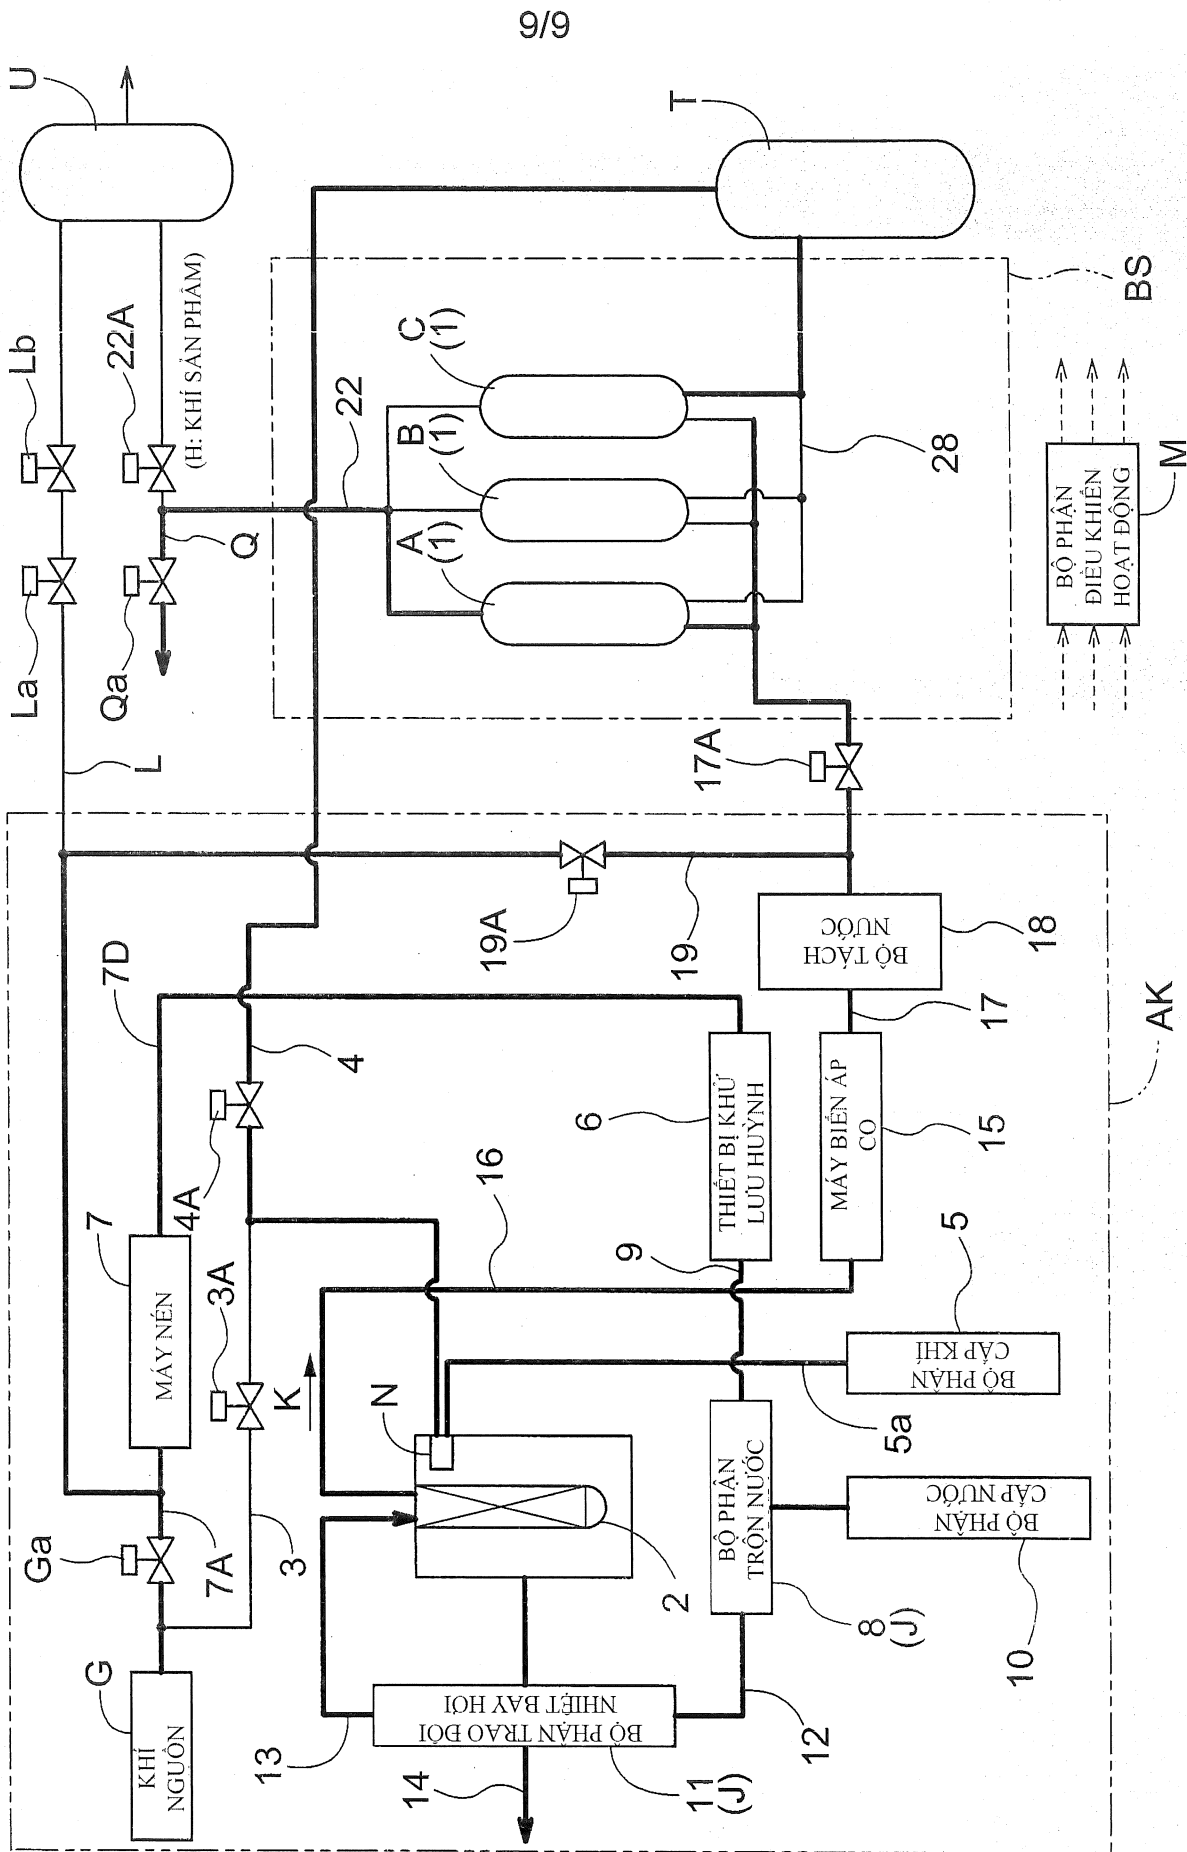 9/9
U
T
Lb
22A
(H: KHÍ SẢN PHẨM)
La
Qa
Q
L
22
A
(1)
B
(1)
C
(1)
28
BS
BỘ PHẬN
ĐIỀU KHIỂN
HOẠT ĐỘNG
M
17A
19A
19
BỘ TÁCH
NƯỚC
18
17
AK
7D
4
4A
7
MÁY NÉN
3A
K
N
16
6
THIẾT BỊ KHỬ
LƯU HUỲNH
MÁY BIẾN ÁP
CO
15
9
5
BỘ PHẬN
CẤP KHÍ
5a
Ga
7A
3
2
BỘ PHẬN
TRỘN NƯỚC
8
(J)
BỘ PHẬN
CẤP NƯỚC
10
G
KHÍ
NGUỒN
13
14
BỘ PHẬN TRAO ĐỔI
NHIỆT BAY HƠI
11
(J)
12